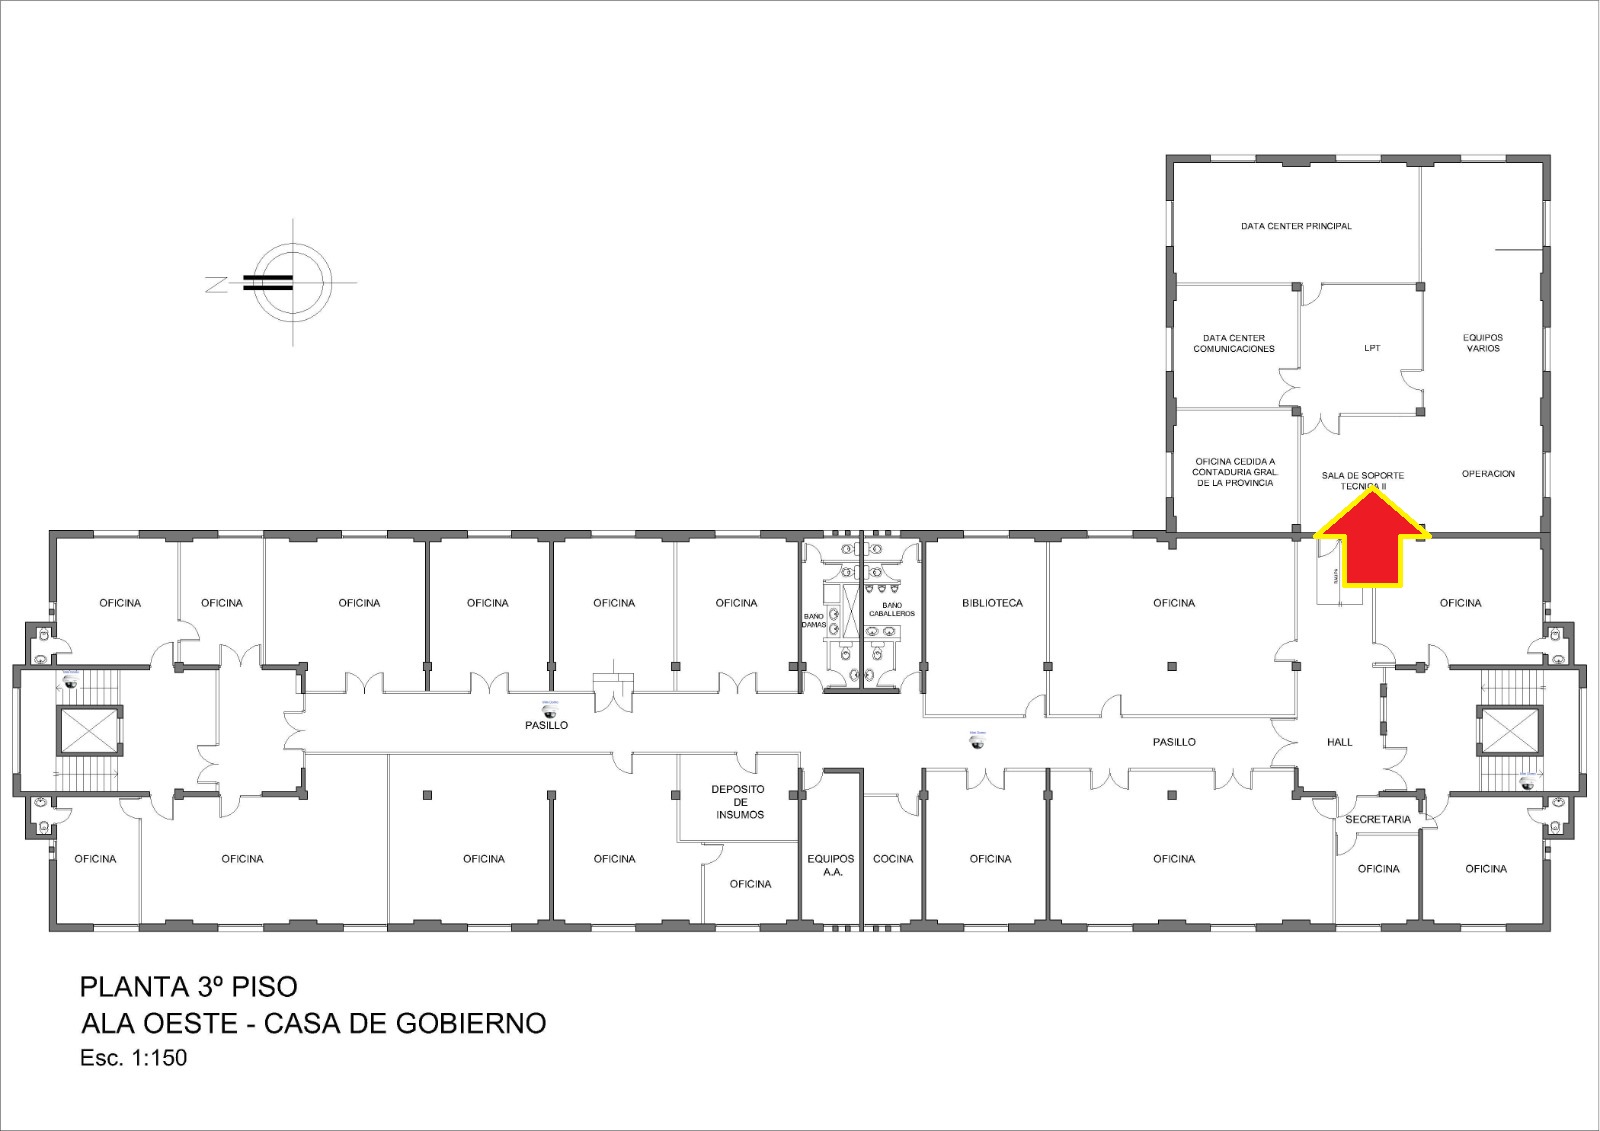 DATA CENTER PRINCIPAL
N
DATA CENTER
COMUNICACIONES
LPT
EQUIPOS
VARIOS
OFICINA CEDIDA A
CONTADURIA GRAL.
DE LA PROVINCIA
SALA DE SOPORTE
TECNICA II
OPERACION
OFICINA
OFICINA
OFICINA
OFICINA
OFICINA
OFICINA
BAÑO
DAMAS
BAÑO
CABALLEROS
BIBLIOTECA
OFICINA
OFICINA
PASILLO
PASILLO
HALL
DEPOSITO
DE
INSUMOS
SECRETARIA
OFICINA
OFICINA
OFICINA
OFICINA
OFICINA
EQUIPOS
A.A.
COCINA
OFICINA
OFICINA
OFICINA
OFICINA
PLANTA 3º PISO
ALA OESTE - CASA DE GOBIERNO
Esc. 1:150